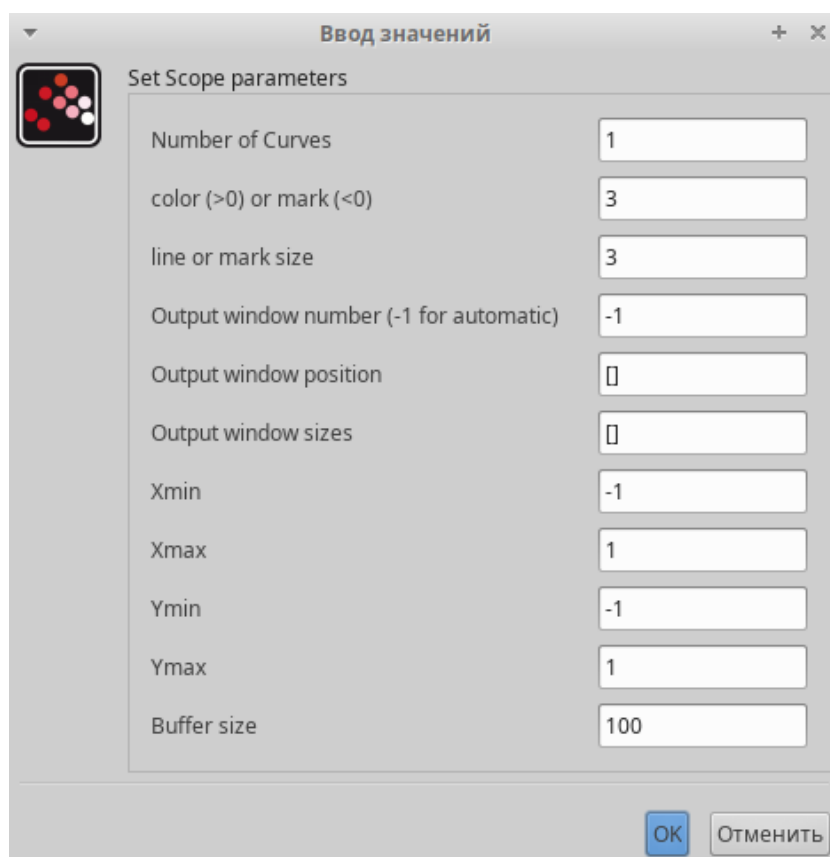 Ввод значений
Set Scope parameters
Number of Curves 1
color (>0) or mark (<0) 3
line or mark size 3
Output window number (-1 for automatic) -1
Output window position []
Output window sizes []
Xmin -1
Xmax 1
Ymin -1
Ymax 1
Buffer size 100
OK Отменить